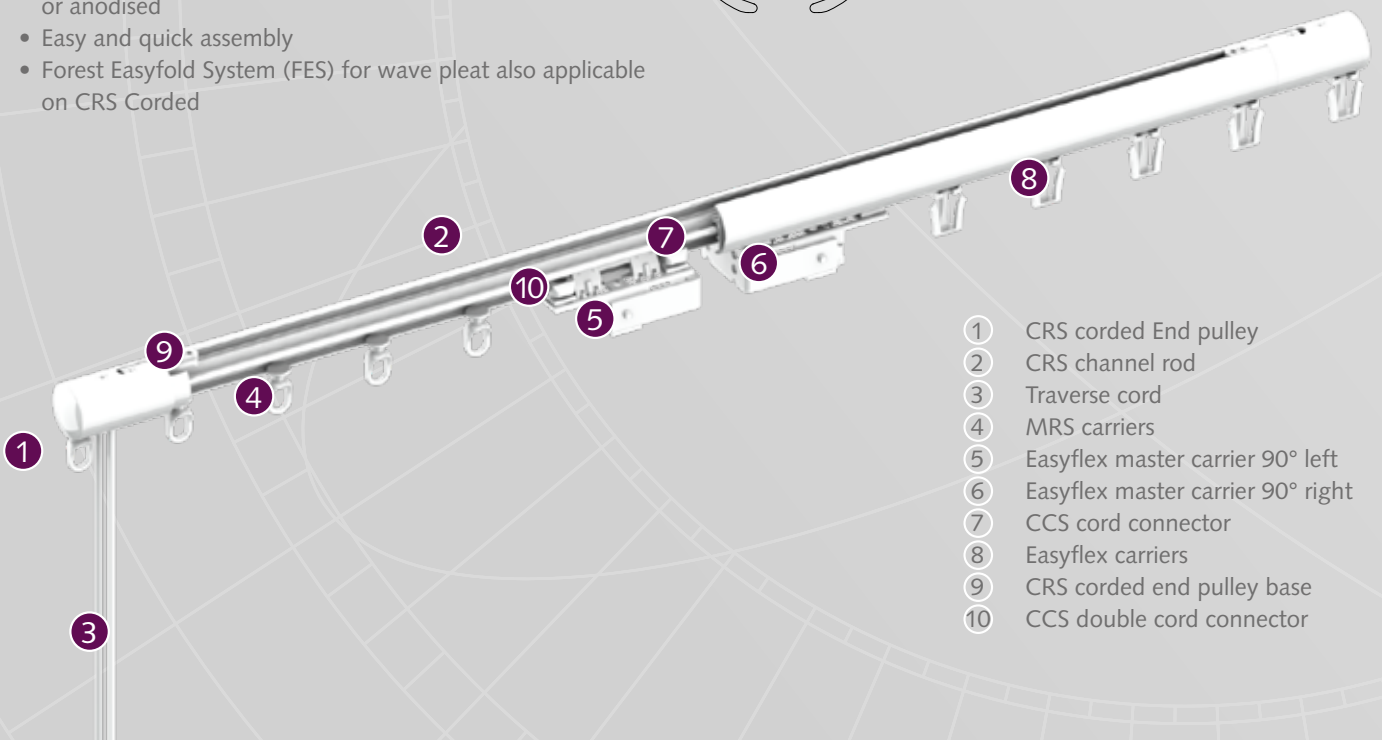 or anodised
• Easy and quick assembly
• Forest Easyfold System (FES) for wave pleat also applicable
on CRS Corded
8
2
7
6
10
5
9
4
1
3
1 CRS corded End pulley
2 CRS channel rod
3 Traverse cord
4 MRS carriers
5 Easyflex master carrier 90° left
6 Easyflex master carrier 90° right
7 CCS cord connector
8 Easyflex carriers
9 CRS corded end pulley base
10 CCS double cord connector